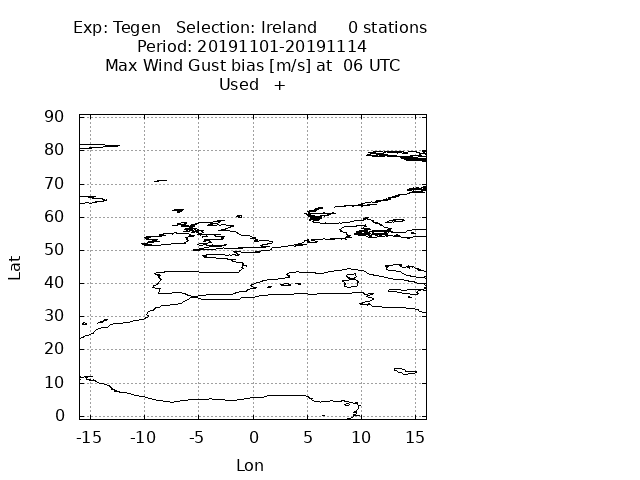 Exp: Tegen   Selection: Ireland      0 stations
Period: 20191101-20191114
Max Wind Gust bias [m/s] at  06 UTC
Used   +
90
80
70
60
50
40
30
20
10
0
Lat
-15 -10 -5 0 5 10 15
Lon